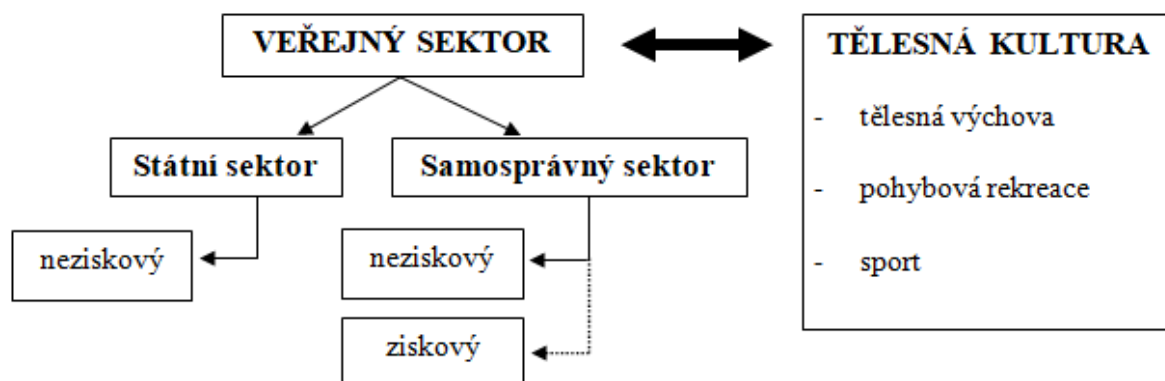 VEŘEJNÝ SEKTOR
Státní sektor
Samosprávný sektor
neziskový
neziskový
ziskový
TĚLESNÁ KULTURA
- tělesná výchova
- pohybová rekreace
- sport